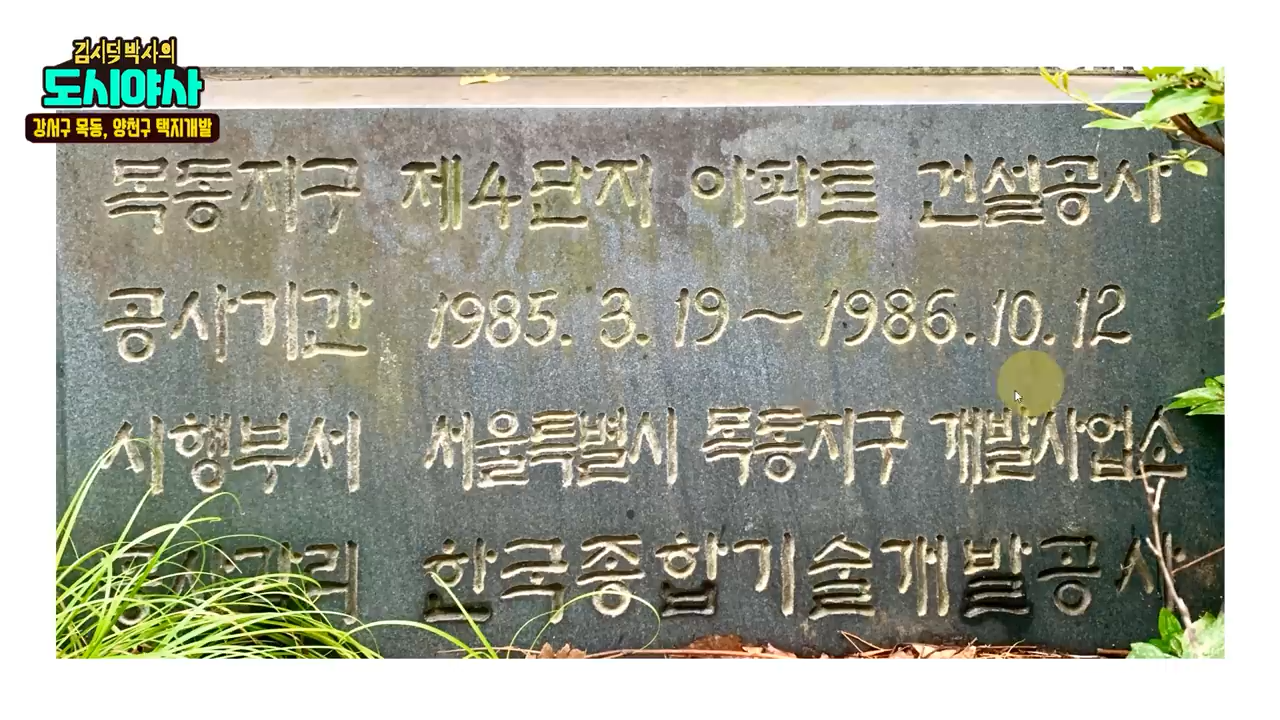 김시덕 박사의
도시야사
강서구 목동, 양천구 택지개발
목동지구 제4단지 아파트 건설공사
공사기간 1985. 3. 19~1986. 10. 12
시행부서 서울특별시 목동지구 개발사업소
한국종합기술개발공사